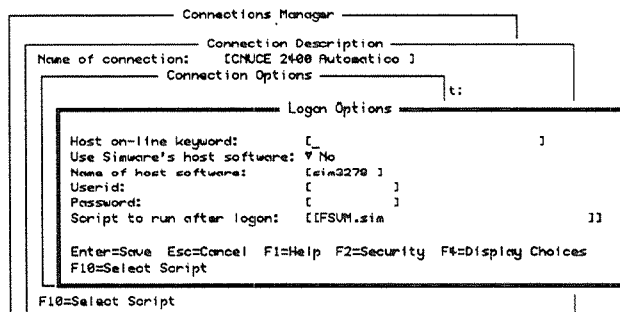 Connections Manager
Connection Description
Name of connection: [CNUCE 2400 Automatico ]
Connection Options
t:
Logon Options
Host on-line keyword: [_ ]
Use Simware's host software: ▼ No
Name of host software: [sim3278 ]
Userid: [ ]
Password: [ ]
Script to run after logon: [[FSVM.sim ]]
Enter=Save Esc=Cancel F1=Help F2=Security F4=Display Choices
F10=Select Script
F10=Select Script